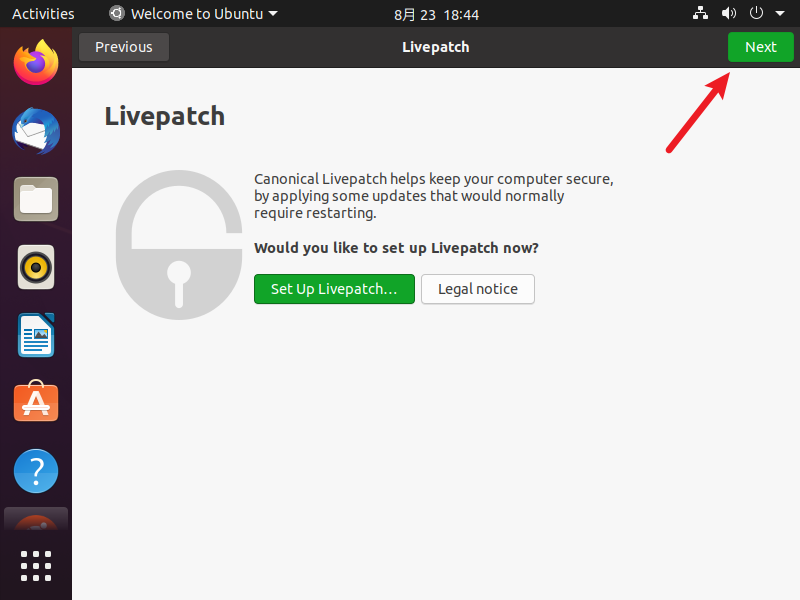 Activities
Welcome to Ubuntu
8月 23 18:44
Previous
Livepatch
Next
Livepatch
Canonical Livepatch helps keep your computer secure,
by applying some updates that would normally
require restarting.
Would you like to set up Livepatch now?
Set Up Livepatch…
Legal notice